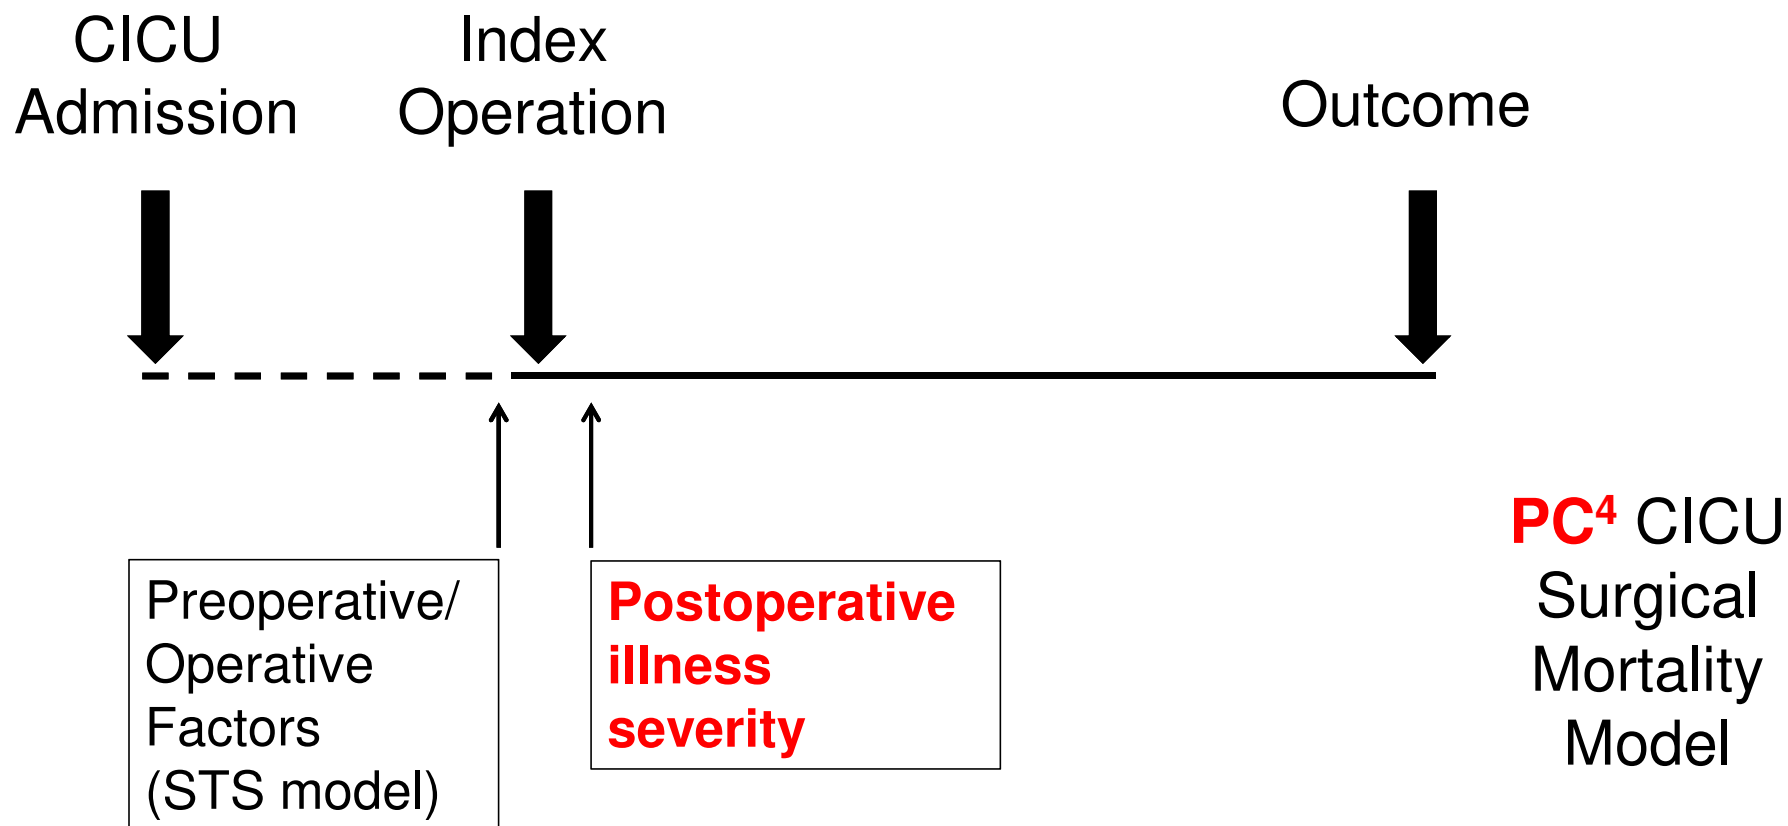 CICU
Admission
Index
Operation
Outcome
Preoperative/
Operative
Factors
(STS model)
Postoperative
illness
severity
PC⁴ CICU
Surgical
Mortality
Model